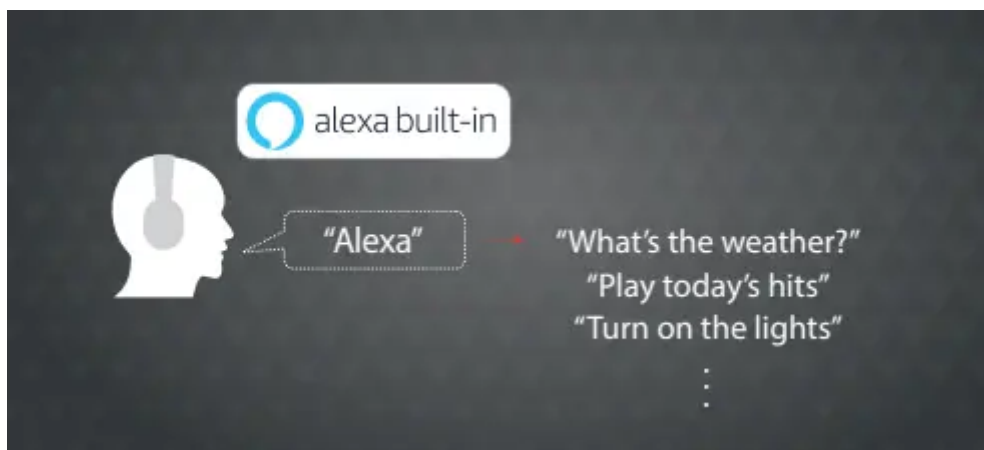 alexa built-in
“Alexa”
“What’s the weather?”
“Play today’s hits”
“Turn on the lights”